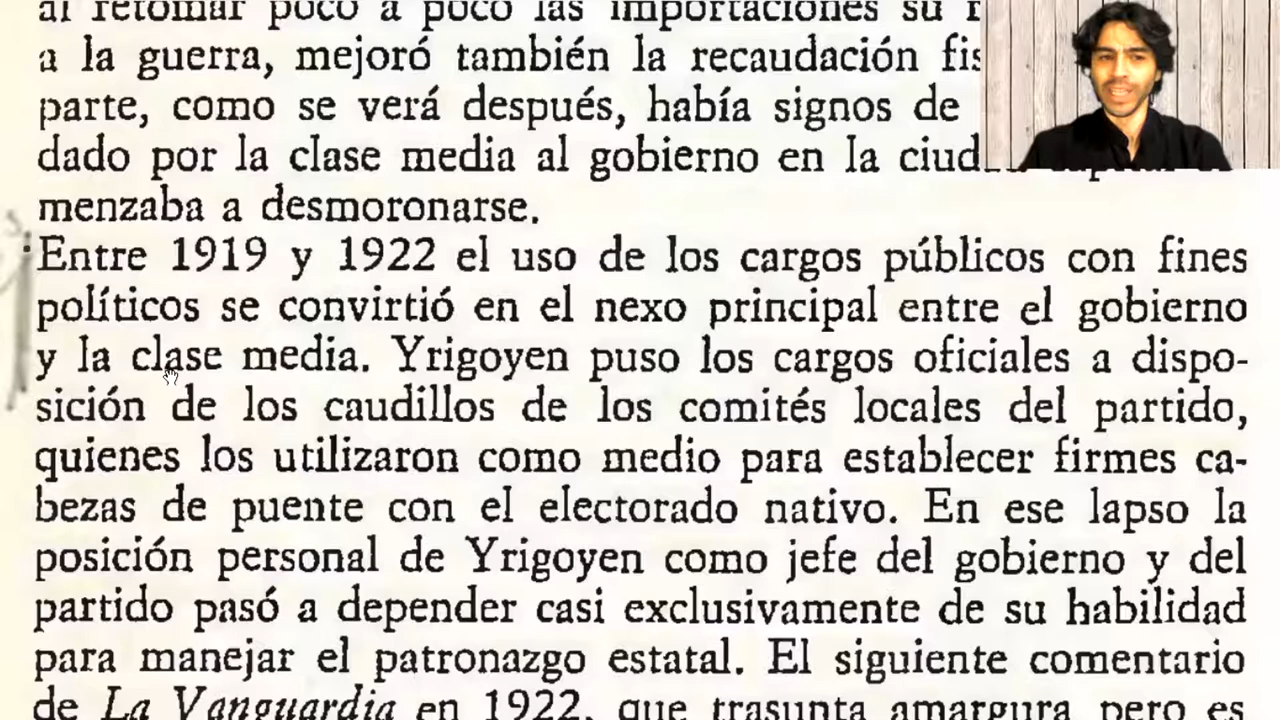 al retomar poco a poco las importaciones su
a la guerra, mejoró también la recaudación
parte, como se verá después, había signos de
dado por la clase media al gobierno en la
menzaba a desmoronarse.
Entre 1919 y 1922 el uso de los cargos públicos con fines
políticos se convirtió en el nexo principal entre el gobierno
y la clase media. Yrigoyen puso los cargos oficiales a dispo-
sición de los caudillos de los comités locales del partido,
quienes los utilizaron como medio para establecer firmes ca-
bezas de puente con el electorado nativo. En ese lapso la
posición personal de Yrigoyen como jefe del gobierno y del
partido pasó a depender casi exclusivamente de su habilidad
para manejar el patronazgo estatal. El siguiente comentario
de La Vanguardia en 1922, que trasunta amargura pero es